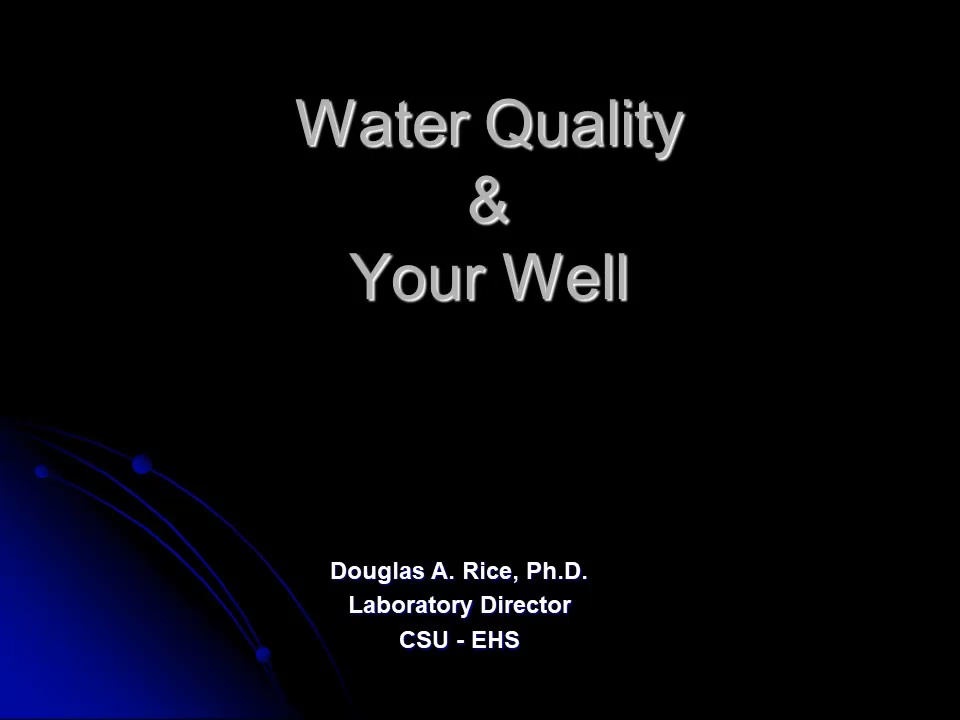 Water Quality
&
Your Well
Douglas A. Rice, Ph.D.
Laboratory Director
CSU - EHS